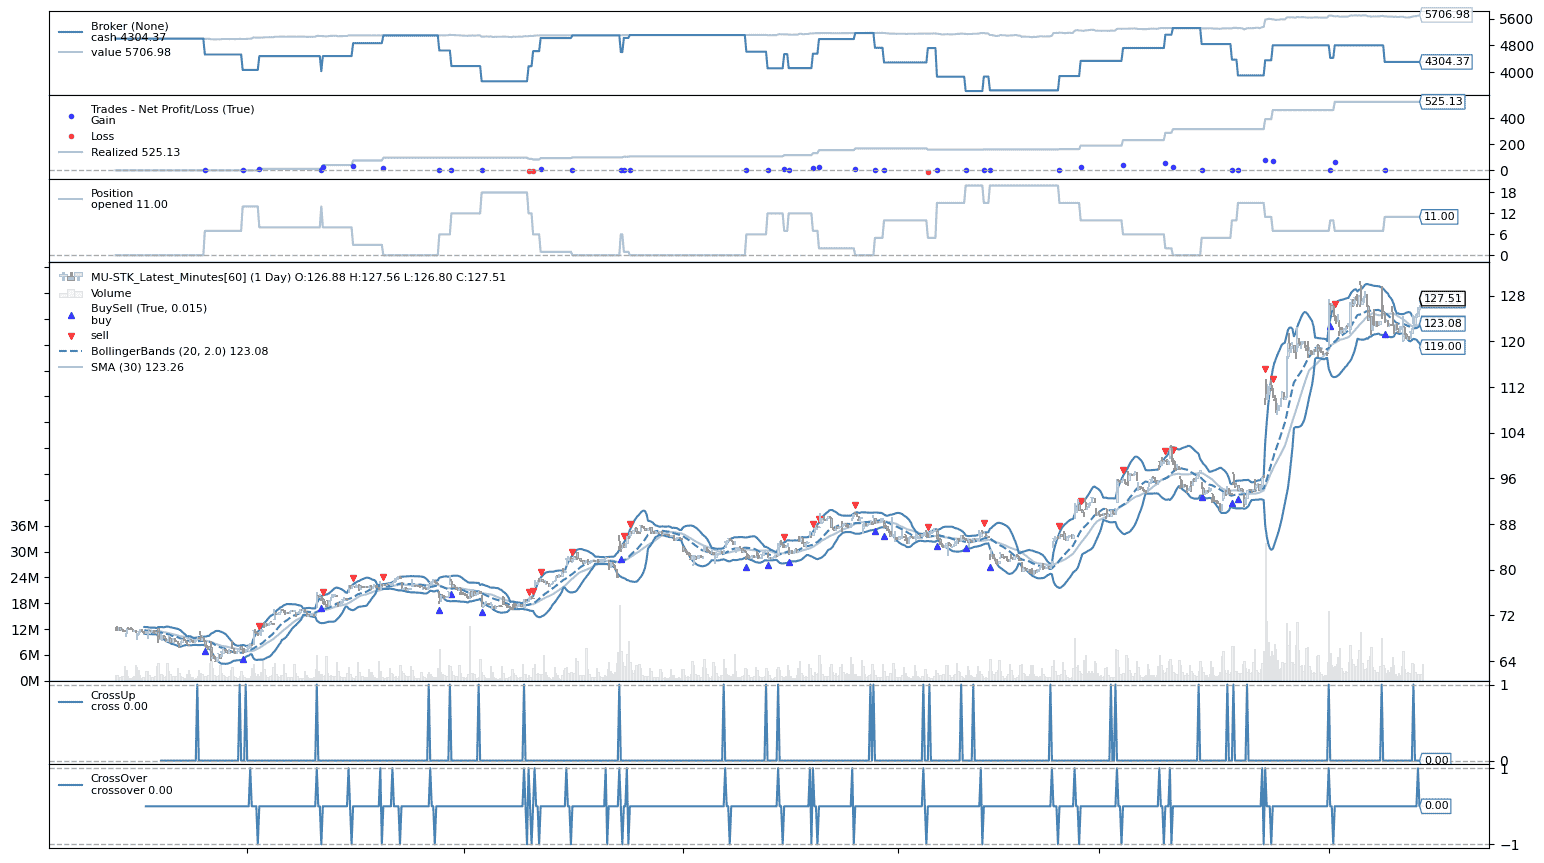 Broker (None)
cash 4304.37
value 5706.98
5706.98
5600
4800
4304.37
4000
Trades - Net Profit/Loss (True)
Gain
Loss
Realized 525.13
525.13
400
200
0
Position
opened 11.00
18
12
11.00
6
0
MU-STK_Latest_Minutes[60] (1 Day) O:126.88 H:127.56 L:126.80 C:127.51
Volume
BuySell (True, 0.015)
buy
sell
BollingerBands (20, 2.0) 123.08
SMA (30) 123.26
127.51
128
123.08
120
119.00
112
104
96
88
80
72
64
36M
30M
24M
18M
12M
6M
0M
CrossUp
cross 0.00
1
0.00
0
CrossOver
crossover 0.00
1
0.00
−1